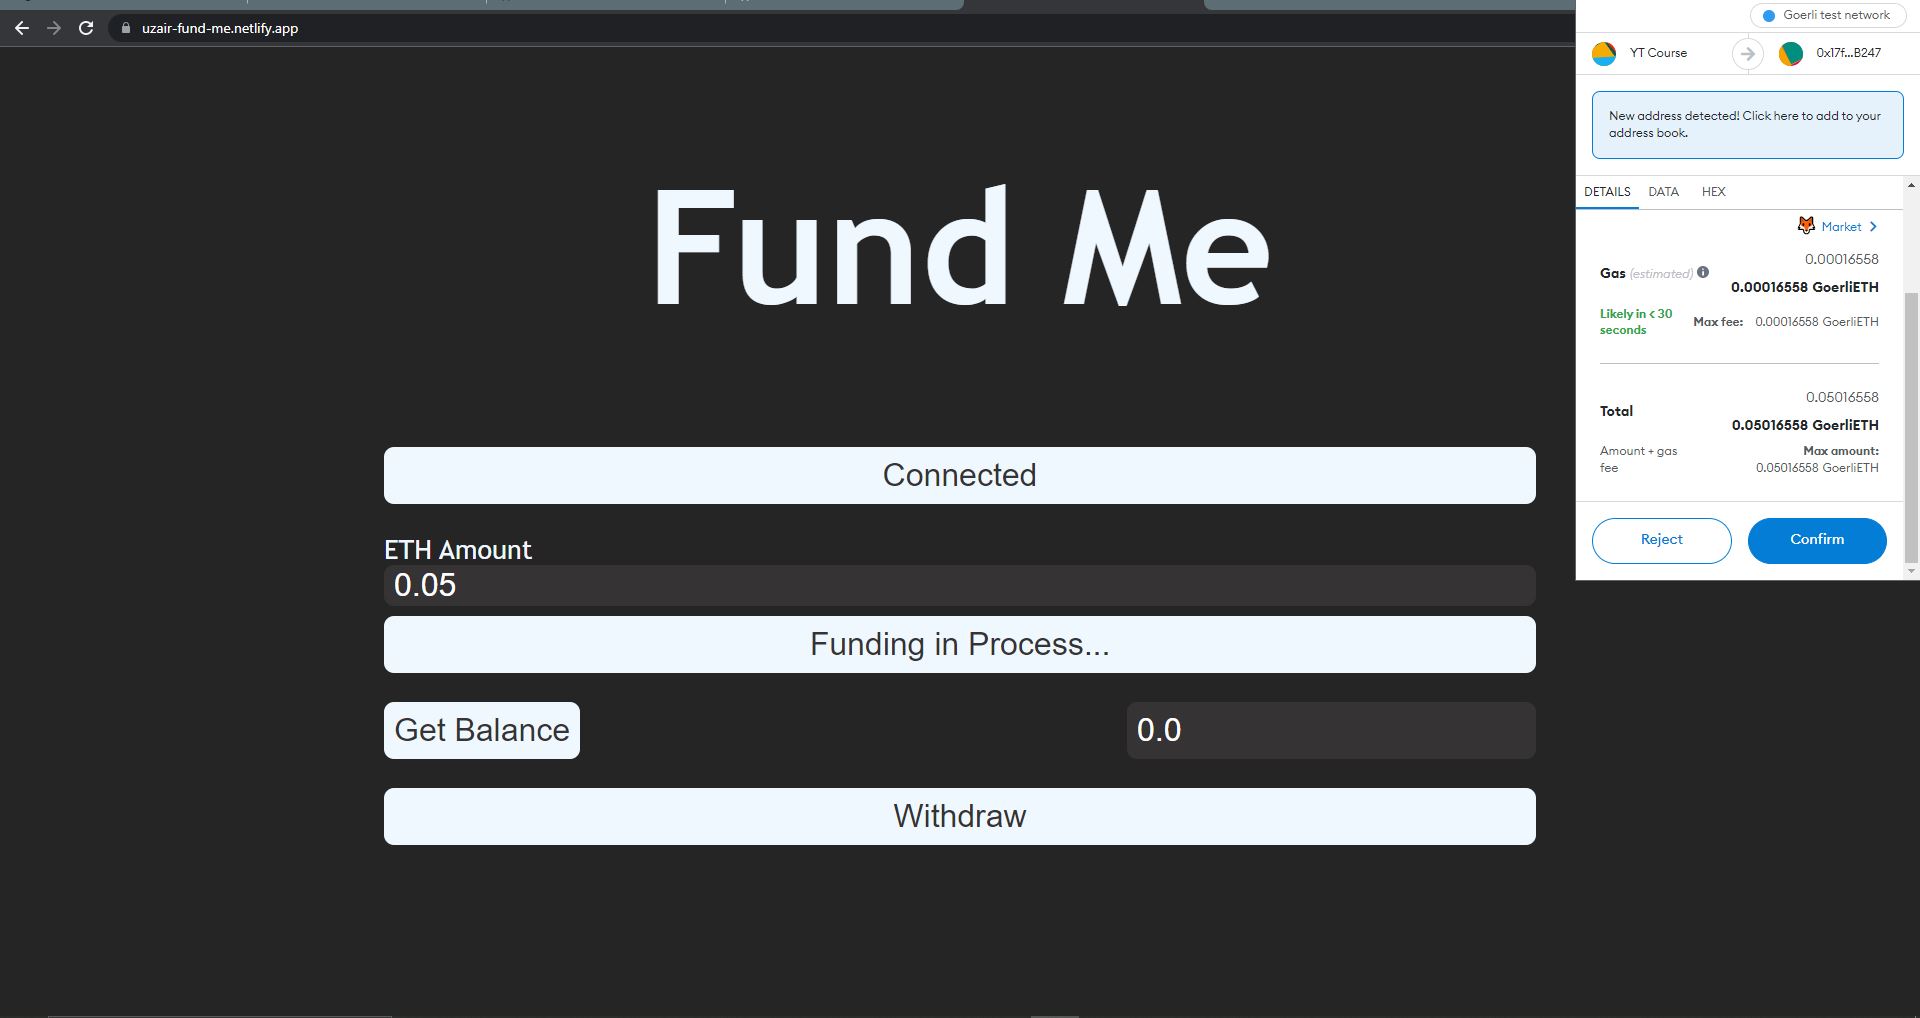 uzair-fund-me.netlify.app
Fund Me
Connected
ETH Amount
0.05
Funding in Process...
Get Balance
0.0
Withdraw
Goerli test network
YT Course
0x17f...B247
New address detected! Click here to add to your
address book.
DETAILS DATA HEX
Market
0.00016558
Gas (estimated)
0.00016558 GoerliETH
Likely in < 30
seconds
Max fee: 0.00016558 GoerliETH
0.05016558
Total
0.05016558 GoerliETH
Amount + gas
fee
Max amount:
0.05016558 GoerliETH
Reject
Confirm